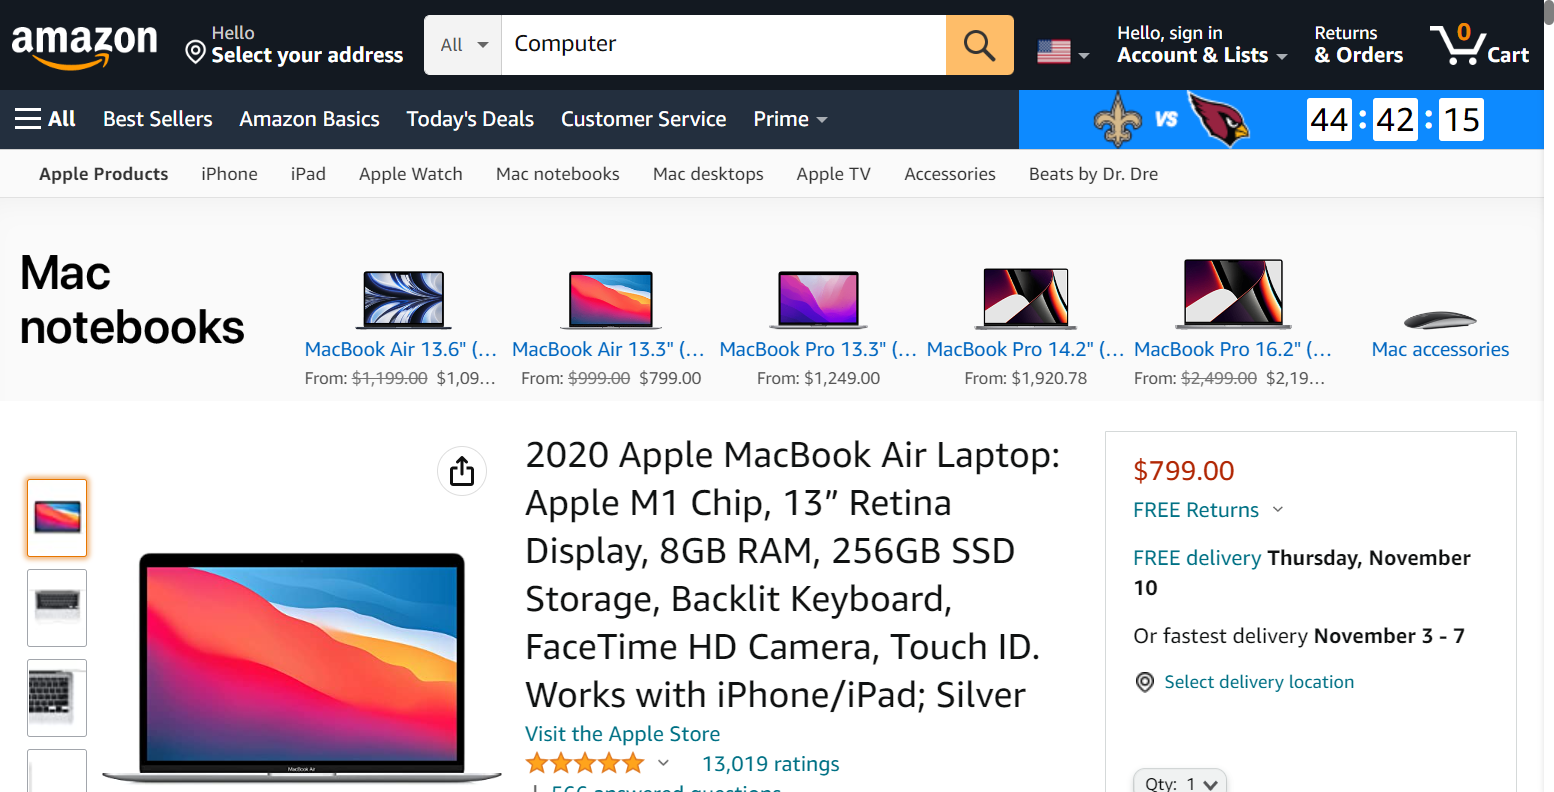 amazon
Hello
Select your address
All
Computer
Hello, sign in
Account & Lists
Returns
& Orders
0
Cart
All
Best Sellers
Amazon Basics
Today's Deals
Customer Service
Prime
VS
44 : 42 : 15
Apple Products
iPhone
iPad
Apple Watch
Mac notebooks
Mac desktops
Apple TV
Accessories
Beats by Dr. Dre
Mac
notebooks
MacBook Air 13.6" (...
From: $1,199.00 $1,09...
MacBook Air 13.3" (...
From: $999.00 $799.00
MacBook Pro 13.3" (...
From: $1,249.00
MacBook Pro 14.2" (...
From: $1,920.78
MacBook Pro 16.2" (...
From: $2,499.00 $2,19...
Mac accessories
MacBook Air
2020 Apple MacBook Air Laptop:
Apple M1 Chip, 13” Retina
Display, 8GB RAM, 256GB SSD
Storage, Backlit Keyboard,
FaceTime HD Camera, Touch ID.
Works with iPhone/iPad; Silver
Visit the Apple Store
13,019 ratings
| 566 answered questions
$799.00
FREE Returns
FREE delivery Thursday, November
10
Or fastest delivery November 3 - 7
Select delivery location
Qty: 1